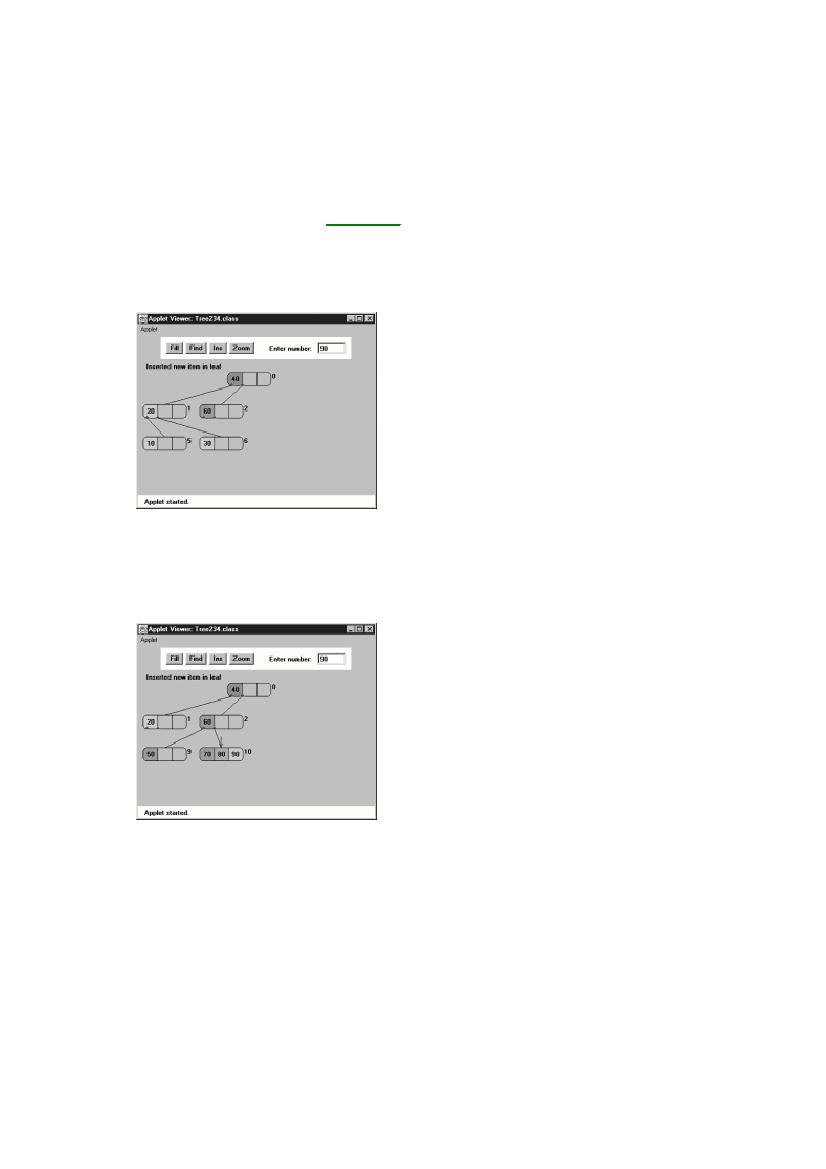 Applet Viewer: Tree234.class
Applet
Fill Find Ins Zoom Enter number: 90
Inserted new item in leaf
40 0
20 1 60 2
10 5 30 6
Applet started.
Applet Viewer: Tree234.class
Applet
Fill Find Ins Zoom Enter number: 90
Inserted new item in leaf
40 0
20 1 60 2
50 9 70 80 90 10
Applet started.